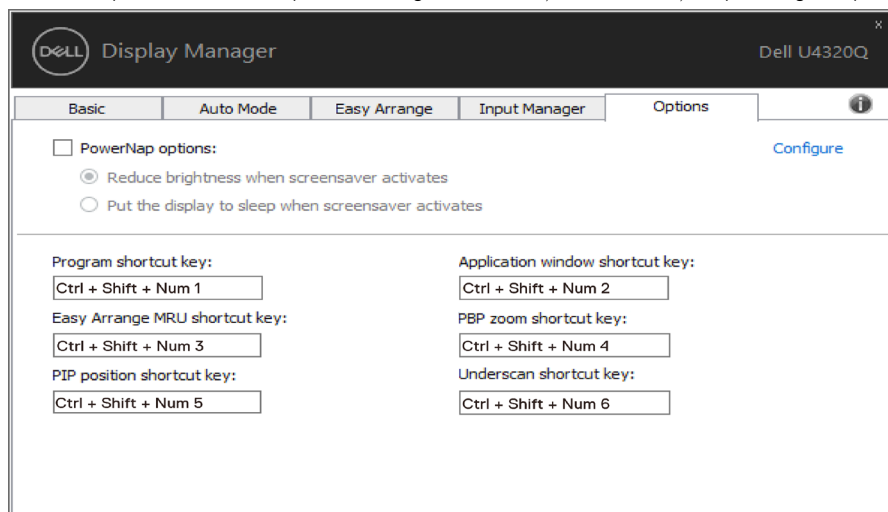 DELL Display Manager
Dell U4320Q
x
Basic
Auto Mode
Easy Arrange
Input Manager
Options
PowerNap options:
Configure
Reduce brightness when screensaver activates
Put the display to sleep when screensaver activates
Program shortcut key:
Application window shortcut key:
Ctrl + Shift + Num 1
Ctrl + Shift + Num 2
Easy Arrange MRU shortcut key:
PBP zoom shortcut key:
Ctrl + Shift + Num 3
Ctrl + Shift + Num 4
PIP position shortcut key:
Underscan shortcut key:
Ctrl + Shift + Num 5
Ctrl + Shift + Num 6